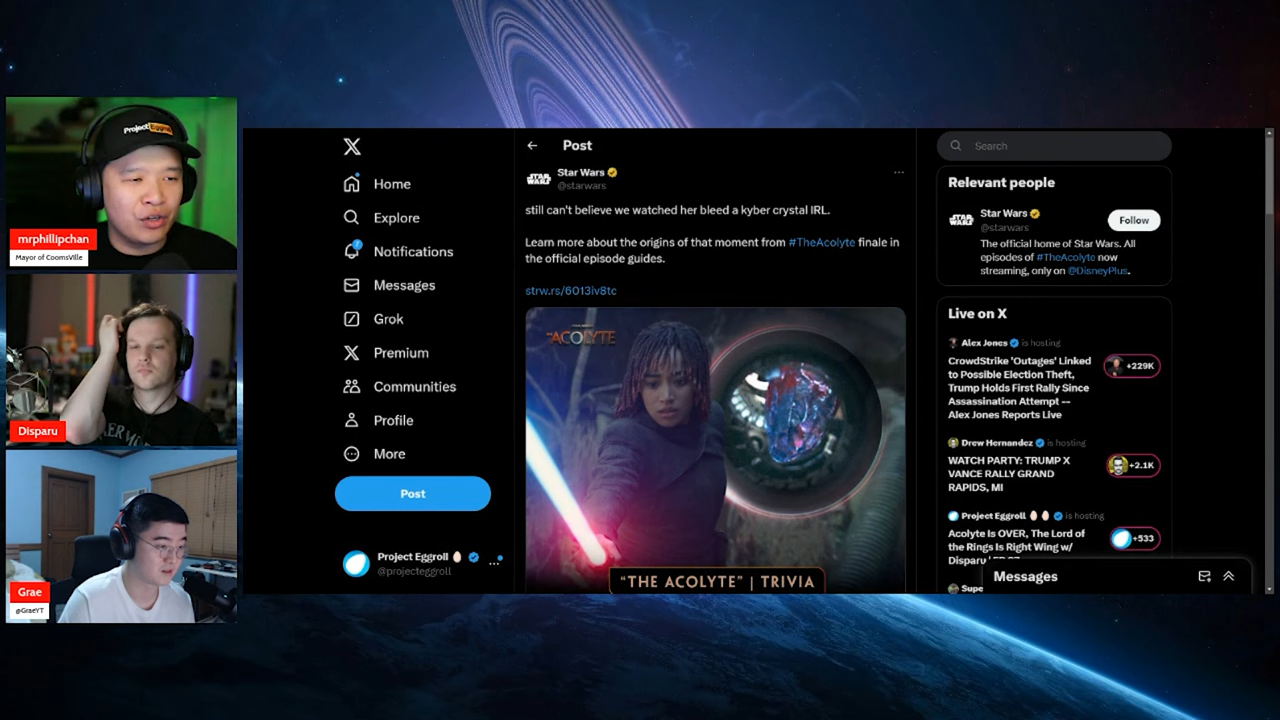 Project Eggroll
mrphillipchan
Mayor of CoomsVille
Disparu
Grae
@GraeYT
Home
Explore
Notifications
Messages
Grok
Premium
Communities
Profile
More
Post
Project Eggroll
@projecteggroll
Post
STAR WARS
Star Wars
@starwars
still can't believe we watched her bleed a kyber crystal IRL.
Learn more about the origins of that moment from #TheAcolyte finale in
the official episode guides.
strw.rs/6013iv8tc
THE ACOLYTE
“THE ACOLYTE” | TRIVIA
Search
Relevant people
STAR WARS
Star Wars
@starwars
Follow
The official home of Star Wars. All
episodes of #TheAcolyte now
streaming, only on @DisneyPlus.
Live on X
Alex Jones is hosting
CrowdStrike 'Outages' Linked
to Possible Election Theft,
Trump Holds First Rally Since
Assassination Attempt --
Alex Jones Reports Live
+229K
Drew Hernandez is hosting
WATCH PARTY: TRUMP X
VANCE RALLY GRAND
RAPIDS, MI
+2.1K
Project Eggroll is hosting
Acolyte Is OVER, The Lord of
the Rings Is Right Wing w/
Disparu
+533
Messages